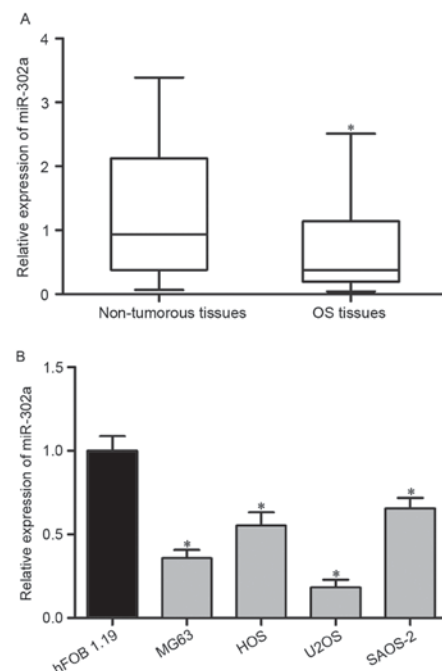 A
Relative expression of miR-302a
4
3
2
1
0
*
Non-tumorous tissues
OS tissues
B
Relative expression of miR-302a
1.5
1.0
0.5
0.0
*
*
*
*
hFOB 1.19
MG63
HOS
U2OS
SAOS-2